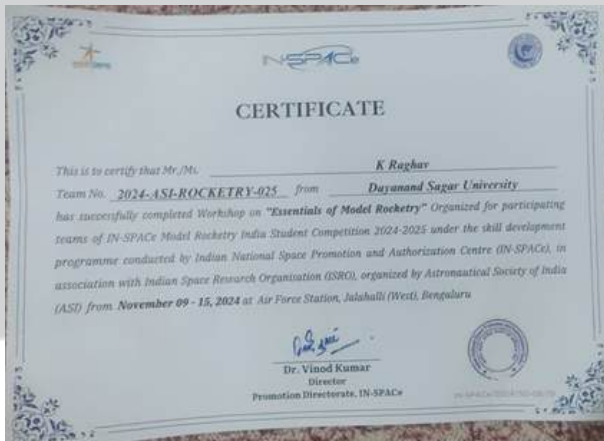 IN-SPACe
CERTIFICATE
This is to certify that Mr./Ms. K Raghav
Team No. 2024-ASI-ROCKETRY-025 from Dayanand Sagar University
has successfully completed Workshop on "Essentials of Model Rocketry" Organized for participating
teams of IN-SPACe Model Rocketry India Student Competition 2024-2025 under the skill development
programme conducted by Indian National Space Promotion and Authorization Centre (IN-SPACe), in
association with Indian Space Research Organisation (ISRO), organized by Astronautical Society of India
(ASI) from November 09 - 15, 2024 at Air Force Station, Jalahalli (West), Bengaluru
Dr. Vinod Kumar
Director
Promotion Directorate, IN-SPACe